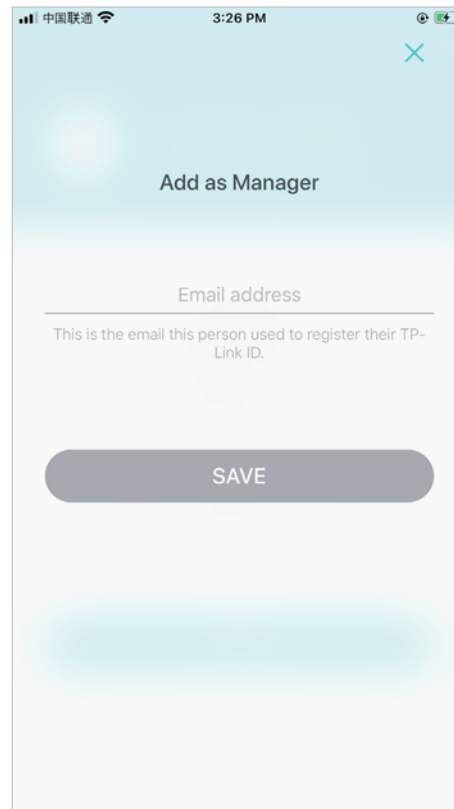 中国联通
3:26 PM
Add as Manager
Email address
This is the email this person used to register their TP-
Link ID.
SAVE